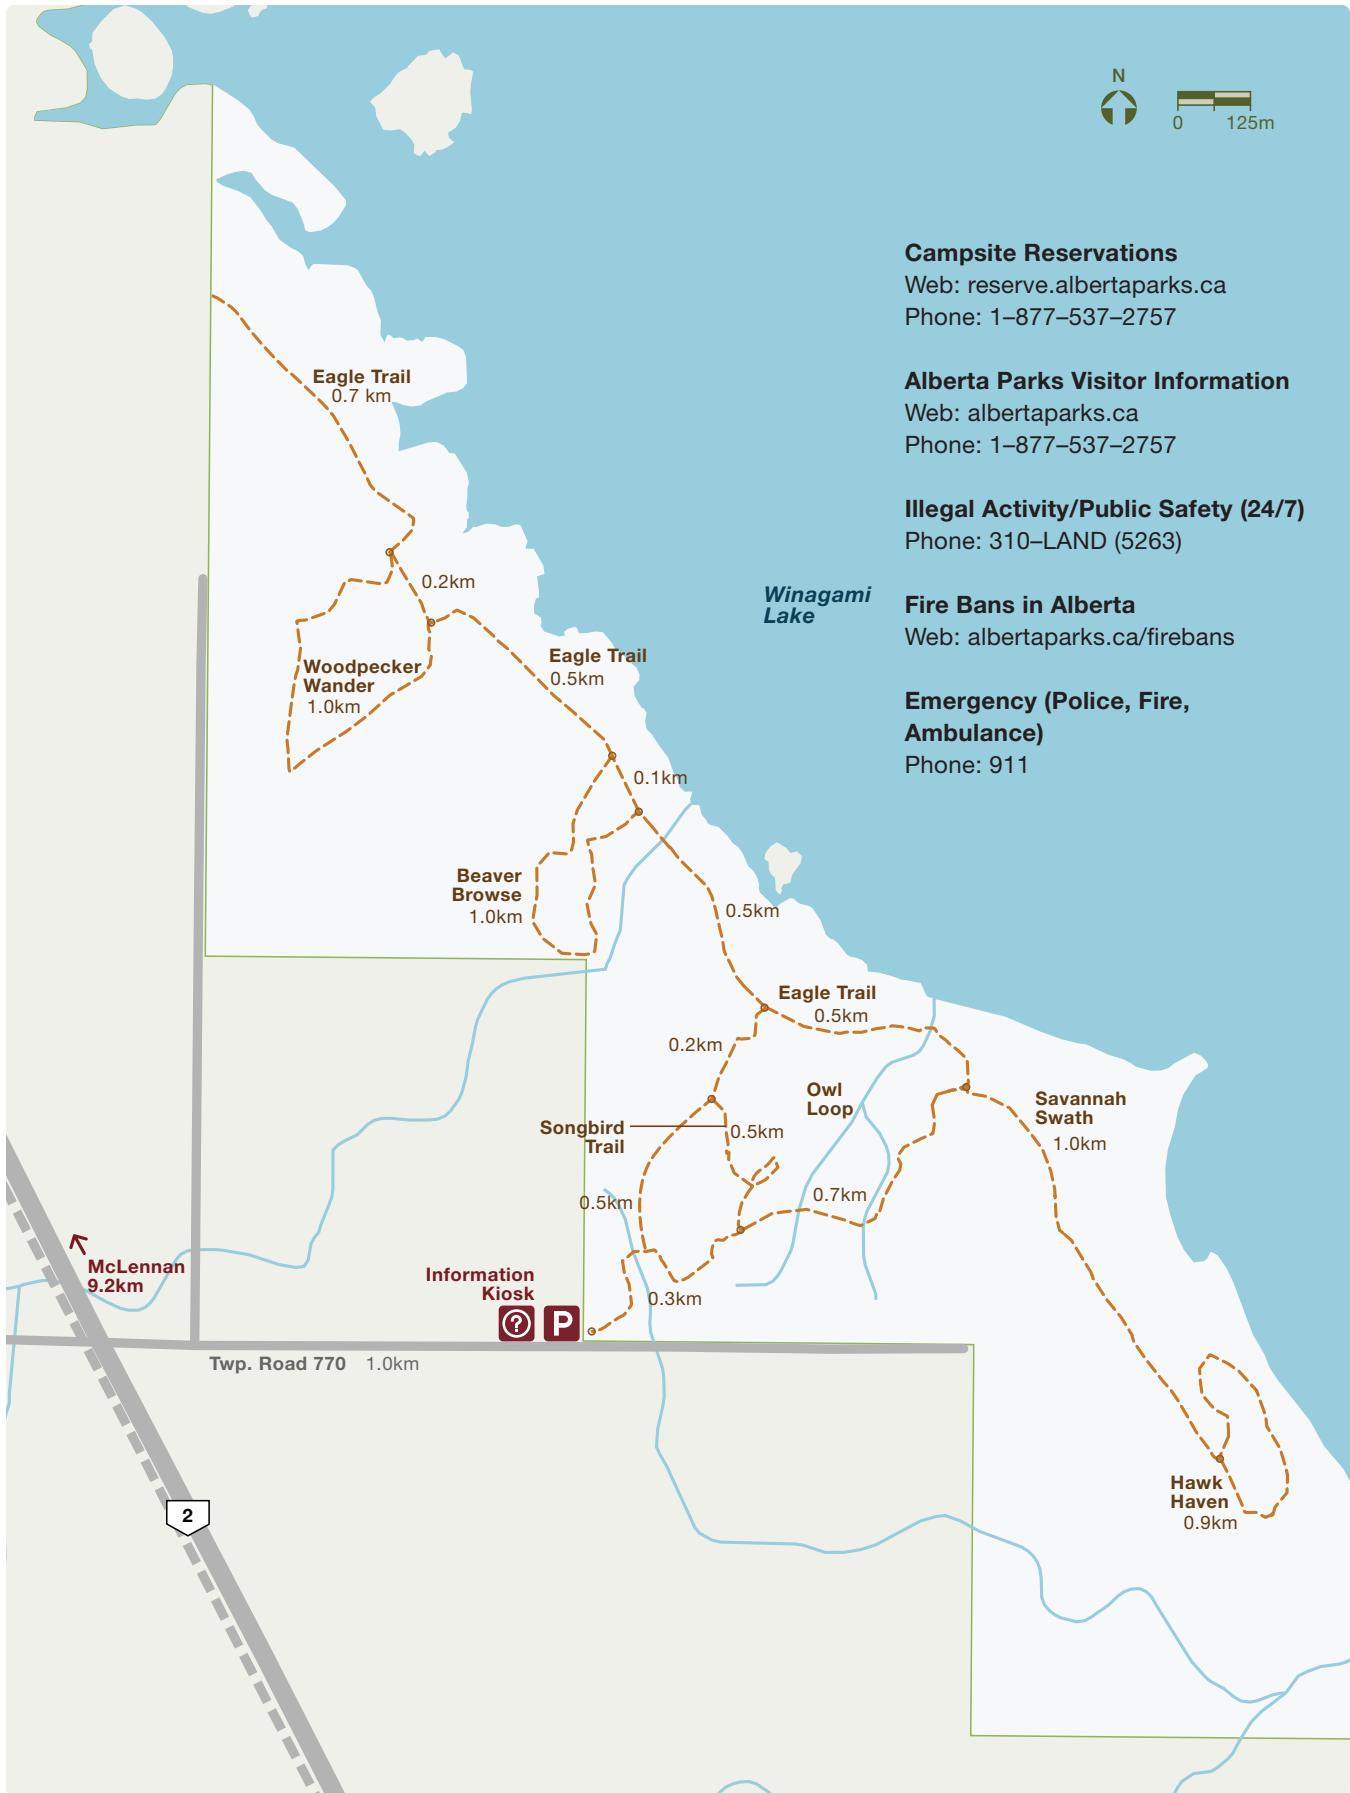 N
0 125m
Campsite Reservations
Web: reserve.albertaparks.ca
Phone: 1–877–537–2757
Alberta Parks Visitor Information
Web: albertaparks.ca
Phone: 1–877–537–2757
Illegal Activity/Public Safety (24/7)
Phone: 310–LAND (5263)
Fire Bans in Alberta
Web: albertaparks.ca/firebans
Emergency (Police, Fire,
Ambulance)
Phone: 911
Eagle Trail
0.7 km
0.2km
Winagami
Lake
Woodpecker
Wander
1.0km
Eagle Trail
0.5km
0.1km
Beaver
Browse
1.0km
0.5km
Eagle Trail
0.5km
0.2km
Owl
Loop
Savannah
Swath
1.0km
Songbird
Trail
0.5km
0.5km
0.7km
McLennan
9.2km
Information
Kiosk
? P
0.3km
Twp. Road 770 1.0km
Hawk
Haven
0.9km
2